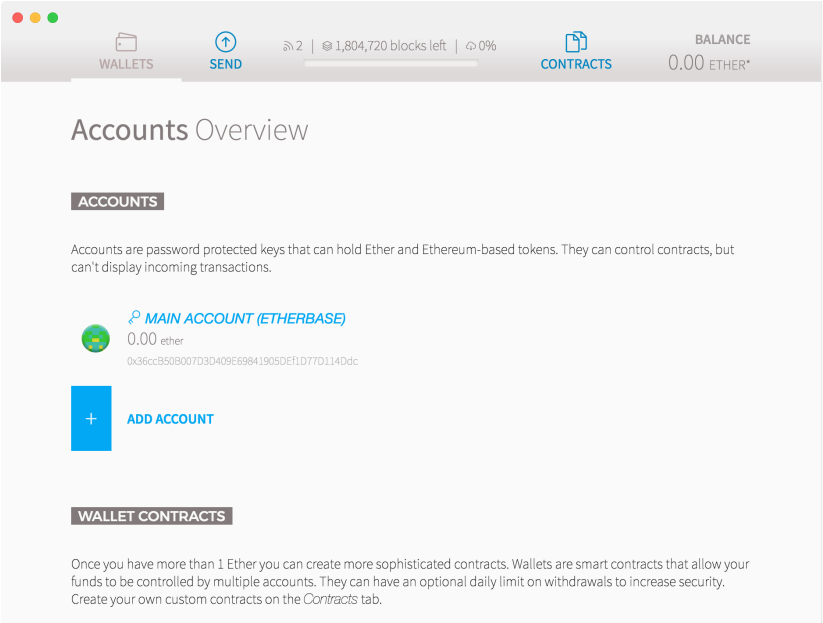 WALLETS
SEND
2 | 1,804,720 blocks left | 0%
CONTRACTS
BALANCE
0.00 ETHER*
Accounts Overview
ACCOUNTS
Accounts are password protected keys that can hold Ether and Ethereum-based tokens. They can control contracts, but
can't display incoming transactions.
MAIN ACCOUNT (ETHERBASE)
0.00 ether
0x36ccB50B007D3D409E69841905DEf1D77D114Ddc
+
ADD ACCOUNT
WALLET CONTRACTS
Once you have more than 1 Ether you can create more sophisticated contracts. Wallets are smart contracts that allow your
funds to be controlled by multiple accounts. They can have an optional daily limit on withdrawals to increase security.
Create your own custom contracts on the Contracts tab.